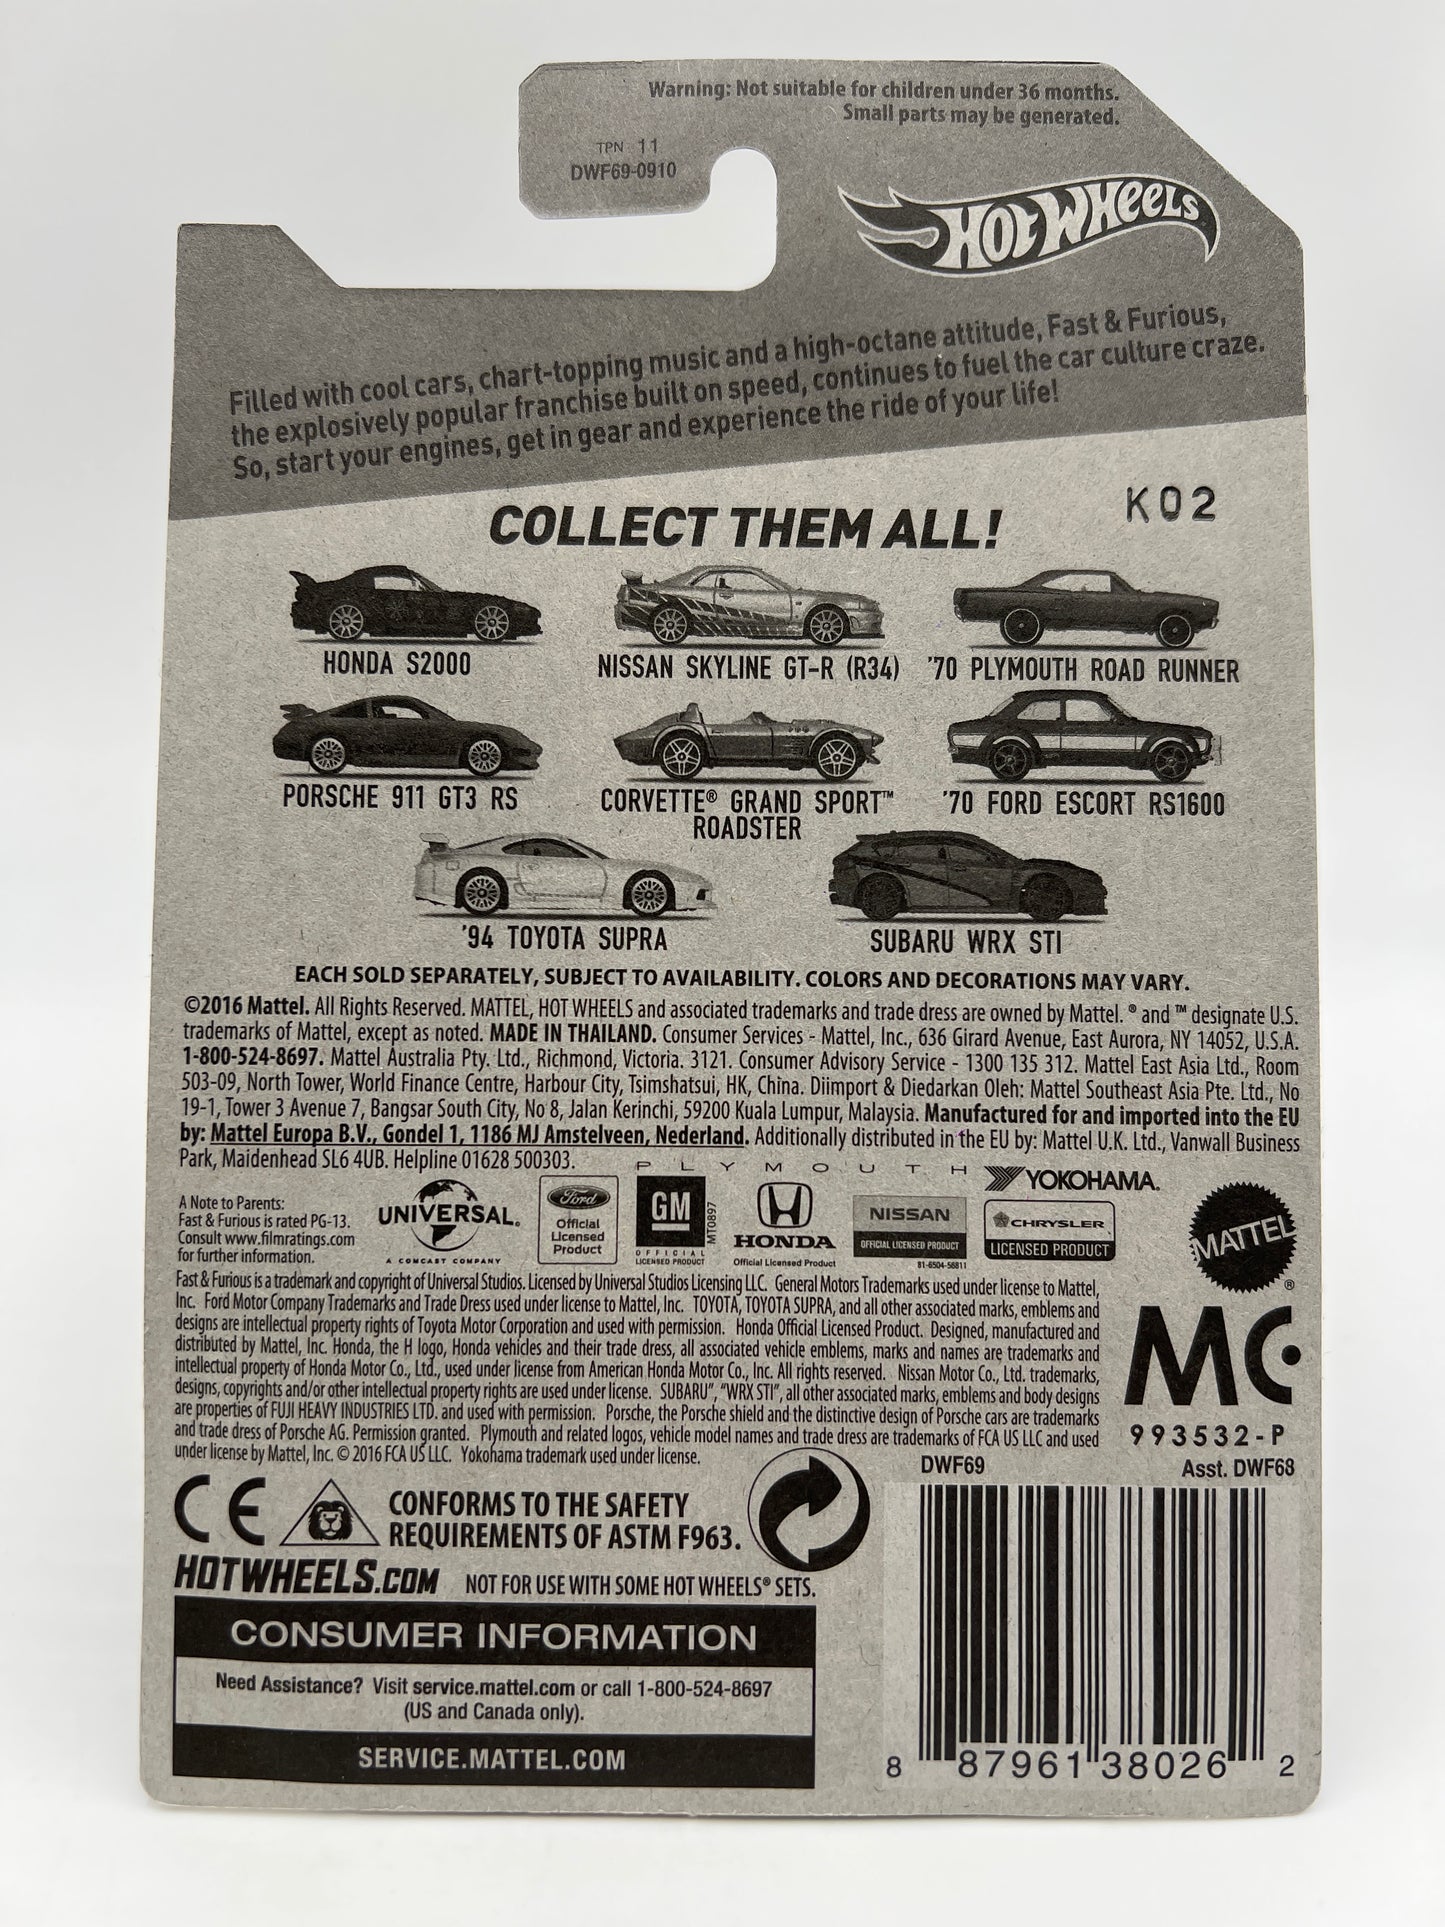 Warning: Not suitable for children under 36 months.
Small parts may be generated.
TPN 11
DWF69-0910
HOT WHEELS
Filled with cool cars, chart-topping music and a high-octane attitude, Fast & Furious,
the explosively popular franchise built on speed, continues to fuel the car culture craze.
So, start your engines, get in gear and experience the ride of your life!
K02
COLLECT THEM ALL!
HONDA S2000
NISSAN SKYLINE GT-R (R34)
'70 PLYMOUTH ROAD RUNNER
PORSCHE 911 GT3 RS
CORVETTE® GRAND SPORT™
ROADSTER
'70 FORD ESCORT RS1600
'94 TOYOTA SUPRA
SUBARU WRX STI
EACH SOLD SEPARATELY, SUBJECT TO AVAILABILITY. COLORS AND DECORATIONS MAY VARY.
©2016 Mattel. All Rights Reserved. MATTEL, HOT WHEELS and associated trademarks and trade dress are owned by Mattel. ® and ™ designate U.S.
trademarks of Mattel, except as noted. MADE IN THAILAND. Consumer Services - Mattel, Inc., 636 Girard Avenue, East Aurora, NY 14052, U.S.A.
1-800-524-8697. Mattel Australia Pty. Ltd., Richmond, Victoria. 3121. Consumer Advisory Service - 1300 135 312. Mattel East Asia Ltd., Room
503-09, North Tower, World Finance Centre, Harbour City, Tsimshatsui, HK, China. Diimport & Diedarkan Oleh: Mattel Southeast Asia Pte. Ltd., No
19-1, Tower 3 Avenue 7, Bangsar South City, No 8, Jalan Kerinchi, 59200 Kuala Lumpur, Malaysia. Manufactured for and imported into the EU
by: Mattel Europa B.V., Gondel 1, 1186 MJ Amstelveen, Nederland. Additionally distributed in the EU by: Mattel U.K. Ltd., Vanwall Business
Park, Maidenhead SL6 4UB. Helpline 01628 500303.
PLYMOUTH
YOKOHAMA.
A Note to Parents:
Fast & Furious is rated PG-13.
Consult www.filmratings.com
for further information.
UNIVERSAL.
A COMCAST COMPANY
Ford
Official
Licensed
Product
GM
OFFICIAL
LICENSED PRODUCT
MT0897
HONDA
Official Licensed Product
NISSAN
OFFICIAL LICENSED PRODUCT
81-6504-56811
CHRYSLER
LICENSED PRODUCT
MATTEL
®
Fast & Furious is a trademark and copyright of Universal Studios. Licensed by Universal Studios Licensing LLC. General Motors Trademarks used under license to Mattel,
Inc. Ford Motor Company Trademarks and Trade Dress used under license to Mattel, Inc. TOYOTA, TOYOTA SUPRA, and all other associated marks, emblems and
designs are intellectual property rights of Toyota Motor Corporation and used with permission. Honda Official Licensed Product. Designed, manufactured and
distributed by Mattel, Inc. Honda, the H logo, Honda vehicles and their trade dress, all associated vehicle emblems, marks and names are trademarks and
intellectual property of Honda Motor Co., Ltd., used under license from American Honda Motor Co., Inc. All rights reserved. Nissan Motor Co., Ltd. trademarks,
designs, copyrights and/or other intellectual property rights are used under license. SUBARU", "WRX STI", all other associated marks, emblems and body designs
are properties of FUJI HEAVY INDUSTRIES LTD. and used with permission. Porsche, the Porsche shield and the distinctive design of Porsche cars are trademarks
and trade dress of Porsche AG. Permission granted. Plymouth and related logos, vehicle model names and trade dress are trademarks of FCA US LLC and used
under license by Mattel, Inc. © 2016 FCA US LLC. Yokohama trademark used under license.
MC
993532-P
DWF69
Asst. DWF68
CE
CONFORMS TO THE SAFETY
REQUIREMENTS OF ASTM F963.
HOTWHEELS.COM
NOT FOR USE WITH SOME HOT WHEELS® SETS.
CONSUMER INFORMATION
Need Assistance? Visit service.mattel.com or call 1-800-524-8697
(US and Canada only).
SERVICE.MATTEL.COM
8 87961 38026 2